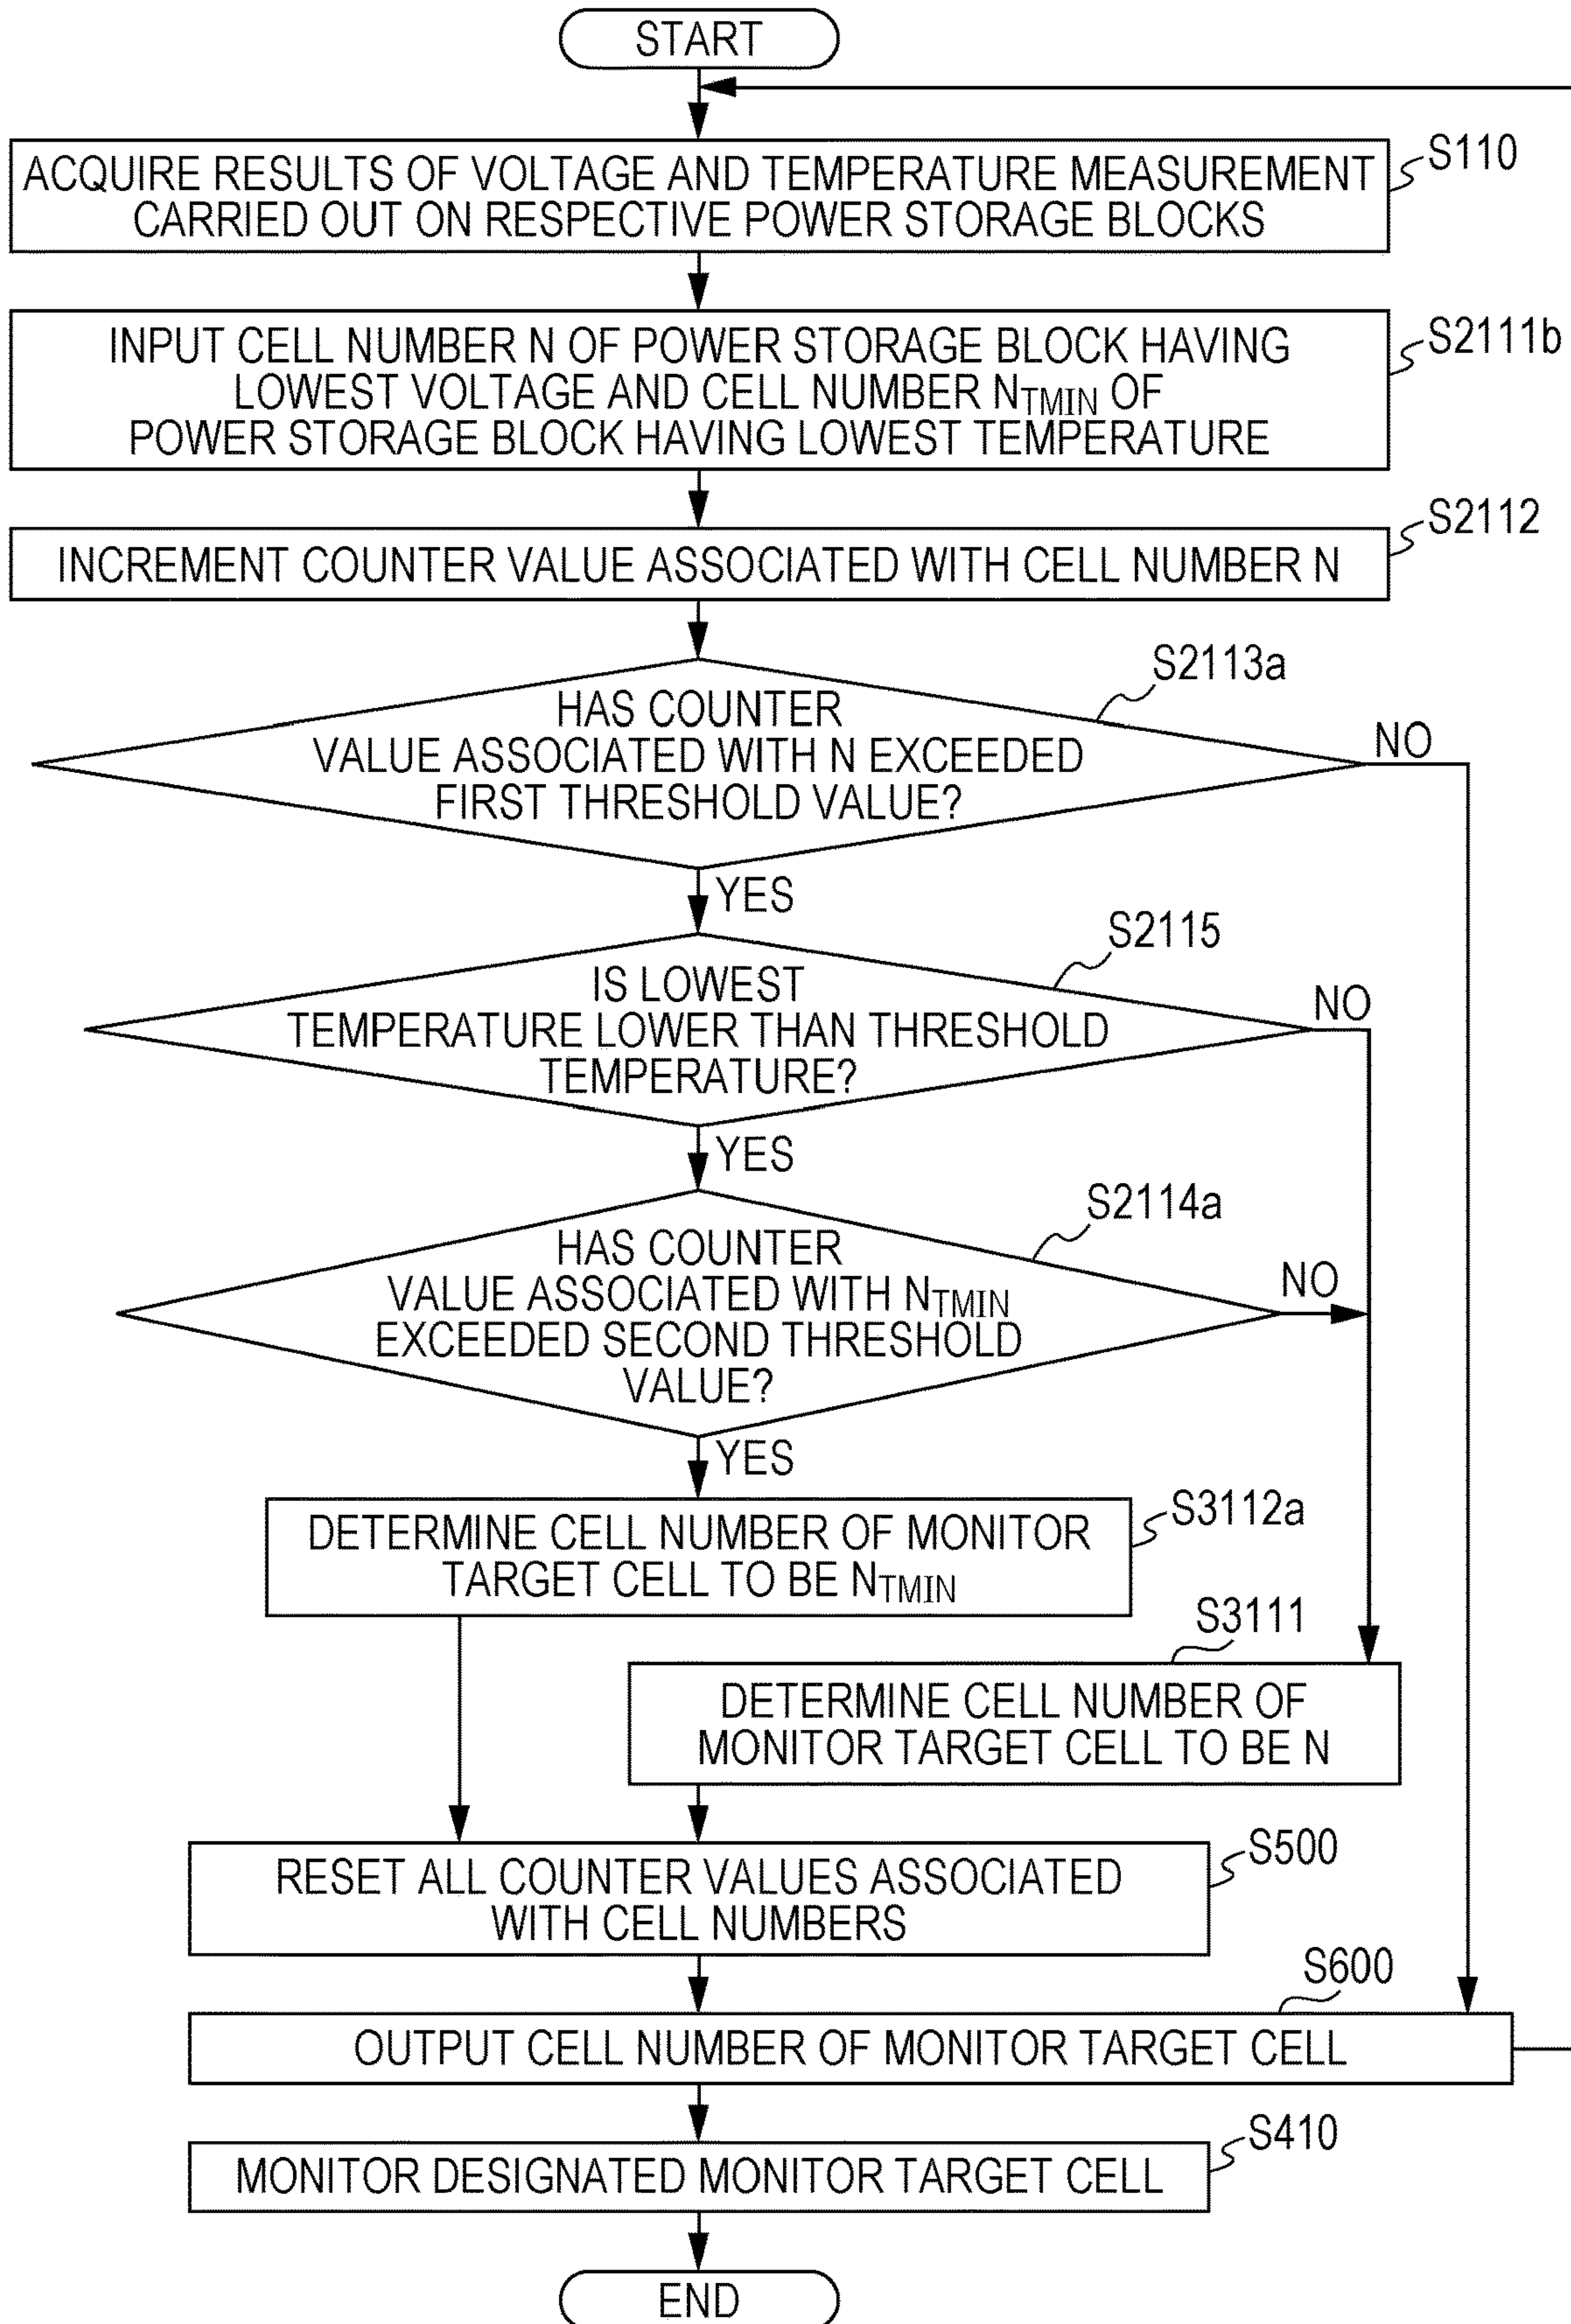 START
ACQUIRE RESULTS OF VOLTAGE AND TEMPERATURE MEASUREMENT
CARRIED OUT ON RESPECTIVE POWER STORAGE BLOCKS
S110
INPUT CELL NUMBER N OF POWER STORAGE BLOCK HAVING
LOWEST VOLTAGE AND CELL NUMBER NTMIN OF
POWER STORAGE BLOCK HAVING LOWEST TEMPERATURE
S2111b
INCREMENT COUNTER VALUE ASSOCIATED WITH CELL NUMBER N
S2112
HAS COUNTER
VALUE ASSOCIATED WITH N EXCEEDED
FIRST THRESHOLD VALUE?
S2113a
NO
YES
IS LOWEST
TEMPERATURE LOWER THAN THRESHOLD
TEMPERATURE?
S2115
NO
YES
HAS COUNTER
VALUE ASSOCIATED WITH NTMIN
EXCEEDED SECOND THRESHOLD
VALUE?
S2114a
NO
YES
DETERMINE CELL NUMBER OF MONITOR
TARGET CELL TO BE NTMIN
S3112a
S3111
DETERMINE CELL NUMBER OF
MONITOR TARGET CELL TO BE N
RESET ALL COUNTER VALUES ASSOCIATED
WITH CELL NUMBERS
S500
S600
OUTPUT CELL NUMBER OF MONITOR TARGET CELL
MONITOR DESIGNATED MONITOR TARGET CELL
S410
END